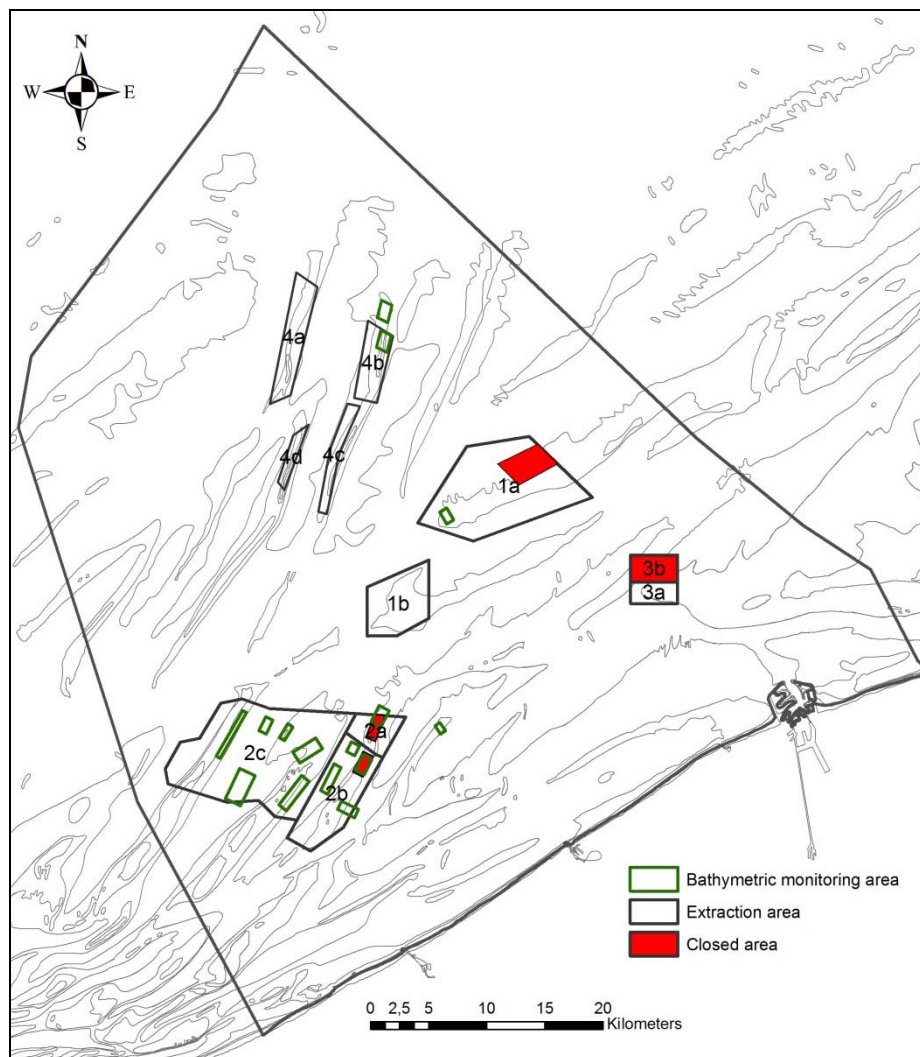 N
W E
S
4a
4b
4d
4c
1a
3b
3a
1b
2a
2c
2b
Bathymetric monitoring area
Extraction area
Closed area
0 2,5 5 10 15 20
Kilometers